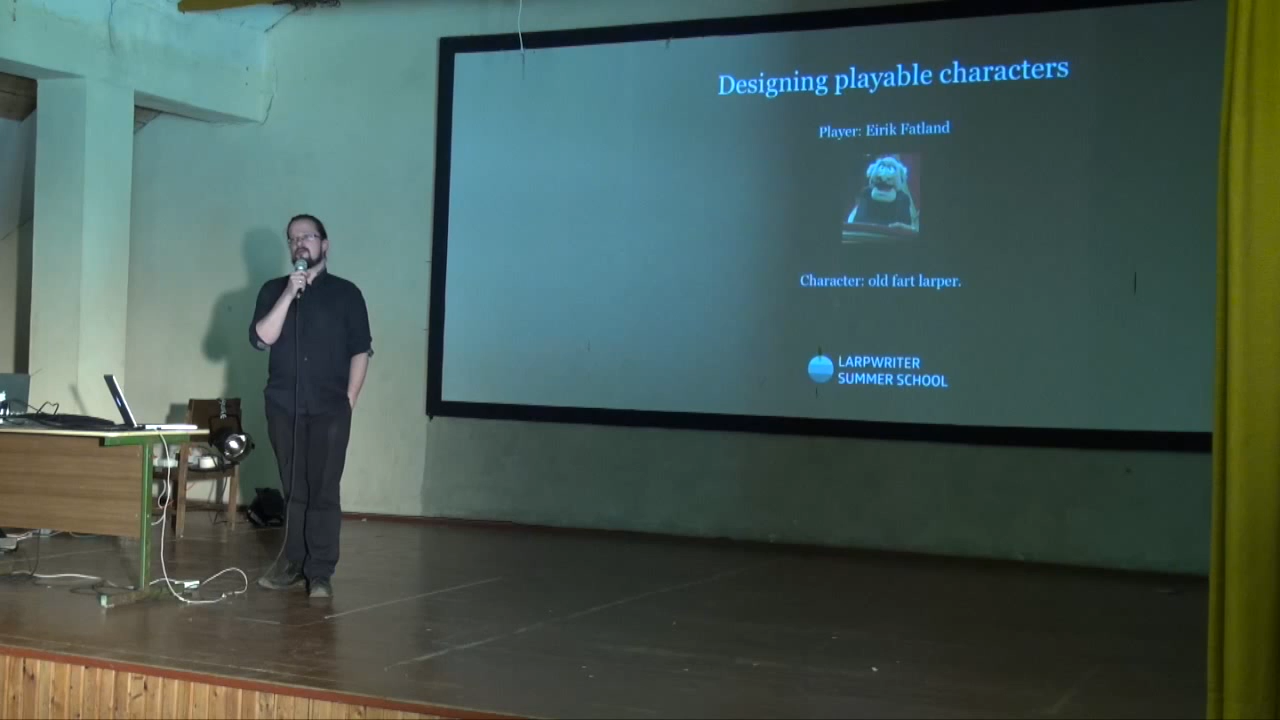 Designing playable characters
Player: Eirik Fatland
Character: old fart larper.
LARPWRITER
SUMMER SCHOOL